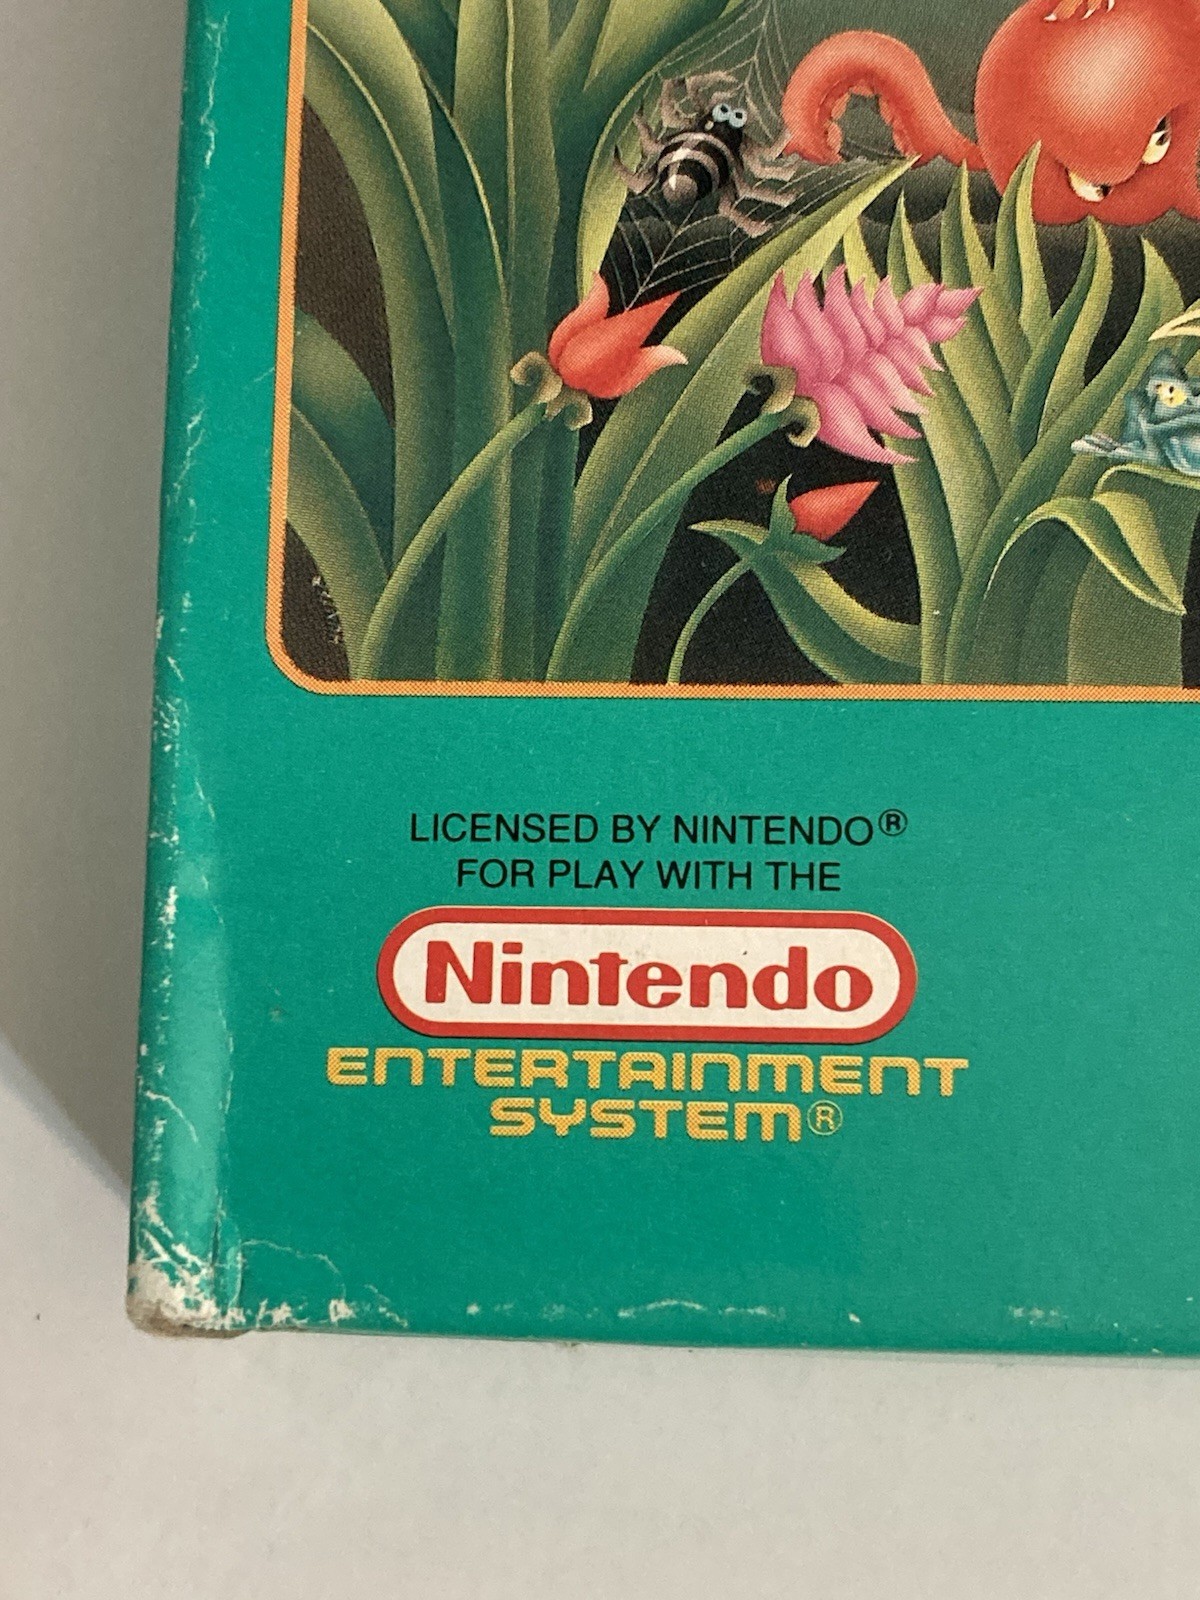 LICENSED BY NINTENDO®
FOR PLAY WITH THE
Nintendo
ENTERTAINMENT
SYSTEM®